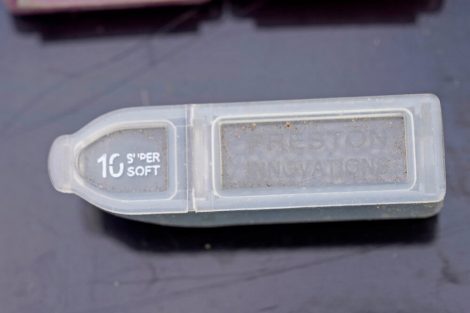 10 SUPER
SOFT
PRESTON
INNOVATIONS